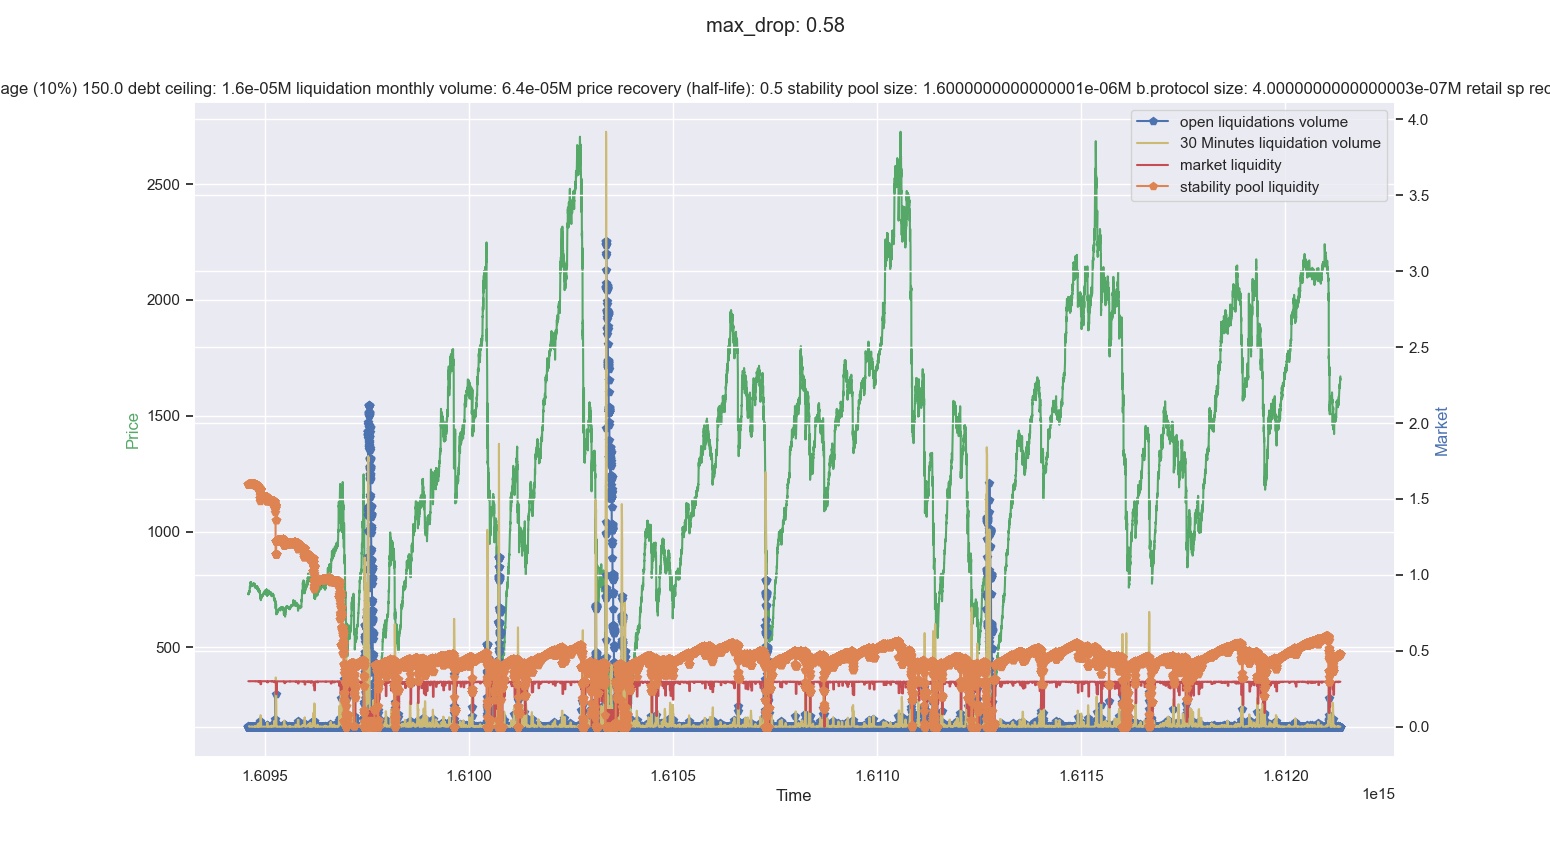 max_drop: 0.58
age (10%) 150.0 debt ceiling: 1.6e-05M liquidation monthly volume: 6.4e-05M price recovery (half-life): 0.5 stability pool size: 1.6000000000000001e-06M b.protocol size: 4.0000000000000003e-07M retail sp rec
open liquidations volume
30 Minutes liquidation volume
market liquidity
stability pool liquidity
2500
2000
1500
1000
500
Price
4.0
3.5
3.0
2.5
2.0
1.5
1.0
0.5
0.0
Market
1.6095 1.6100 1.6105 1.6110 1.6115 1.6120
Time
1e15